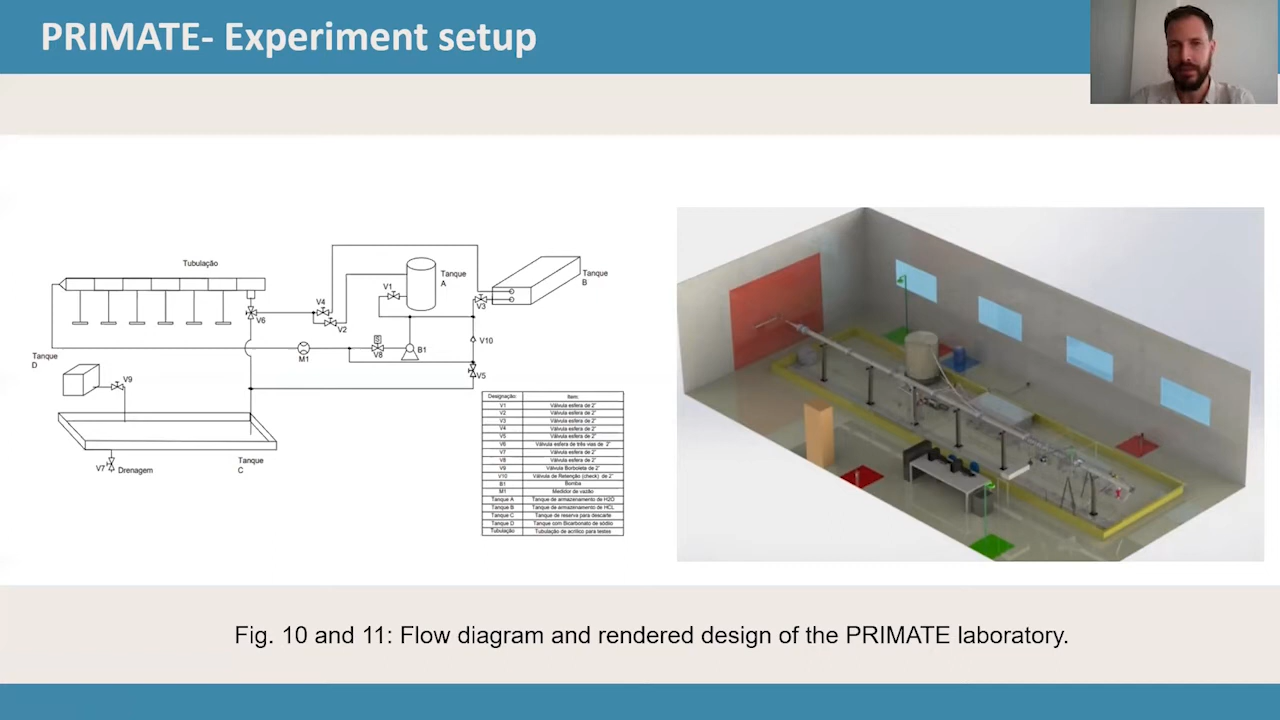 PRIMATE- Experiment setup
Tubulação
Tanque
A
Tanque
B
V1
V3
V4
V2
V6
V10
M1
V8
B1
V5
Tanque
D
V9
V7
Drenagem
Tanque
C
Designação Item
V1 Válvula esfera de 2"
V2 Válvula esfera de 2"
V3 Válvula esfera de 2"
V4 Válvula esfera de 2"
V5 Válvula esfera de 2"
V6 Válvula esfera de três vias de 2"
V7 Válvula esfera de 2"
V8 Válvula esfera de 2"
V9 Válvula Borboleta de 2"
V10 Válvula de Retenção (check) de 2"
B1 Bomba
M1 Medidor de vazão
Tanque A Tanque de armazenamento de H2O
Tanque B Tanque de armazenamento de HCL
Tanque C Tanque de reserva para descarte
Tanque D Tanque com Bicarbonato de sódio
Tubulação Tubulação de acrílico para testes
Fig. 10 and 11: Flow diagram and rendered design of the PRIMATE laboratory.